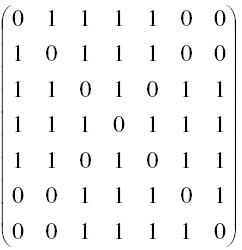 0 1 1 1 1 0 0
1 0 1 1 1 0 0
1 1 0 1 0 1 1
1 1 1 0 1 1 1
1 1 0 1 0 1 1
0 0 1 1 1 0 1
0 0 1 1 1 1 0